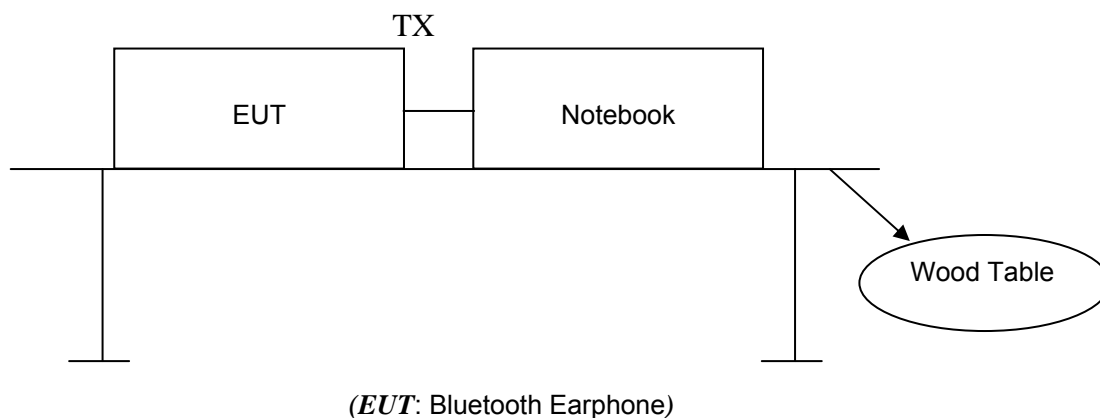 TX
EUT
Notebook
Wood Table
(EUT: Bluetooth Earphone)